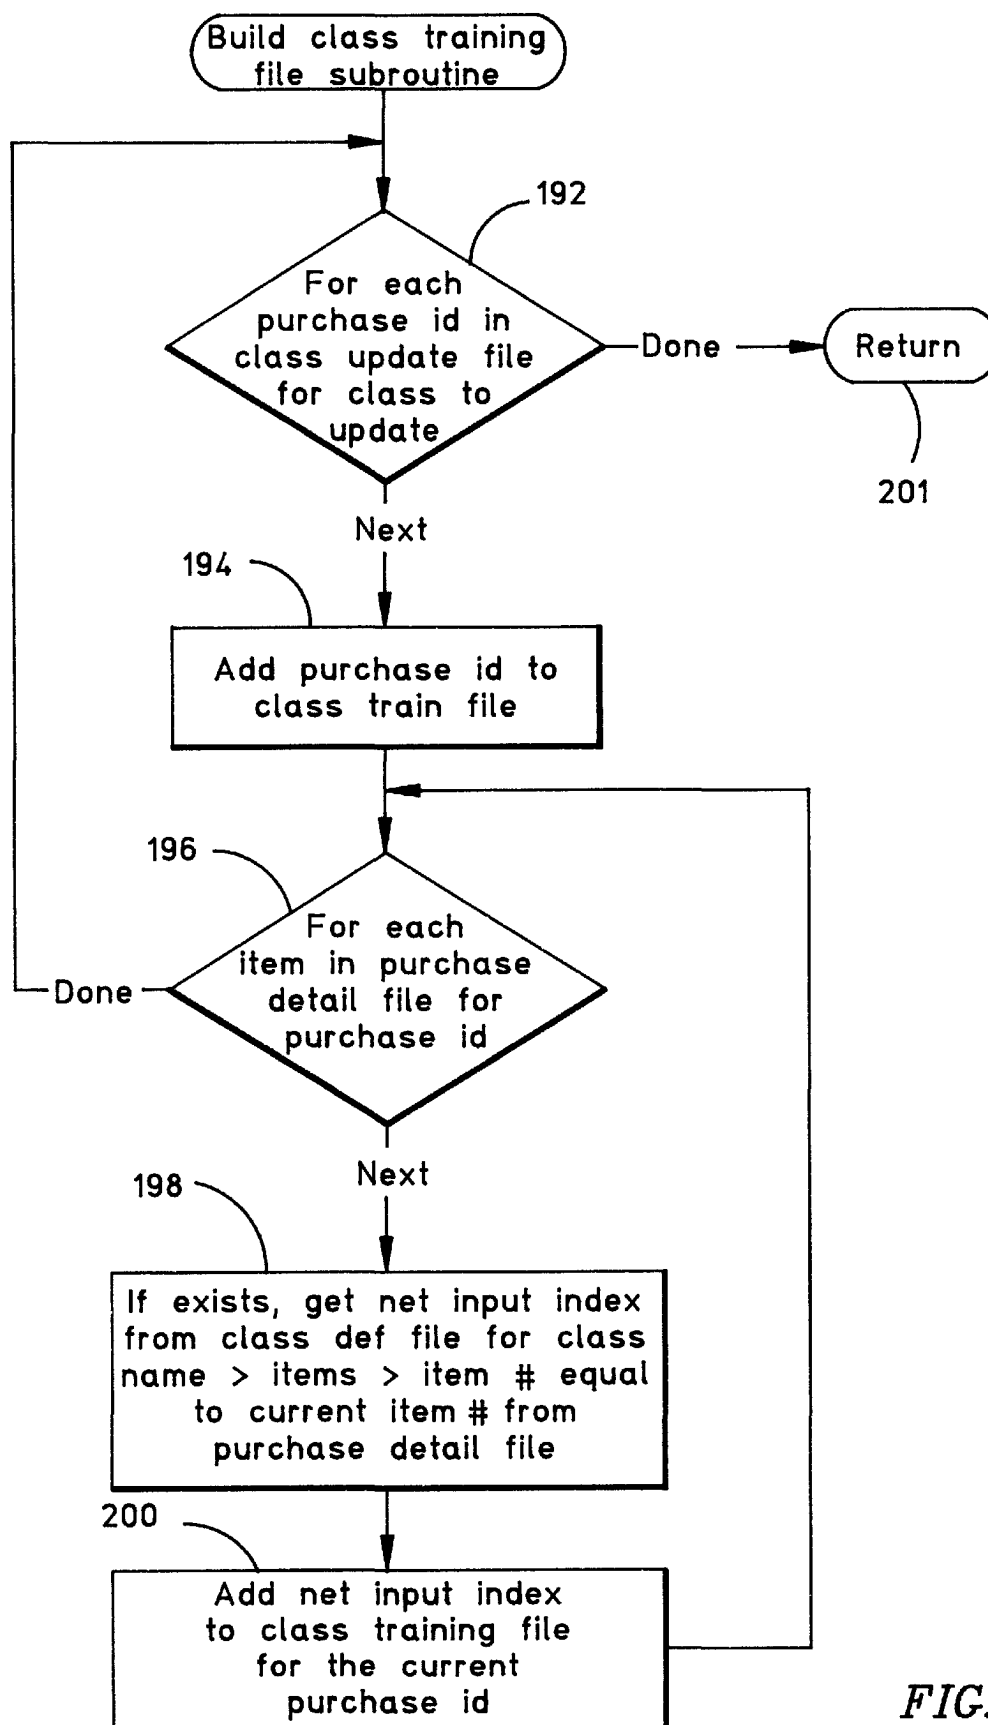 Build class training
file subroutine
192
For each
purchase id in
class update file
for class to
update
Done
Return
201
Next
194
Add purchase id to
class train file
196
For each
item in purchase
detail file for
purchase id
Done
Next
198
If exists, get net input index
from class def file for class
name > items > item # equal
to current item # from
purchase detail file
200
Add net input index
to class training file
for the current
purchase id
FIG.